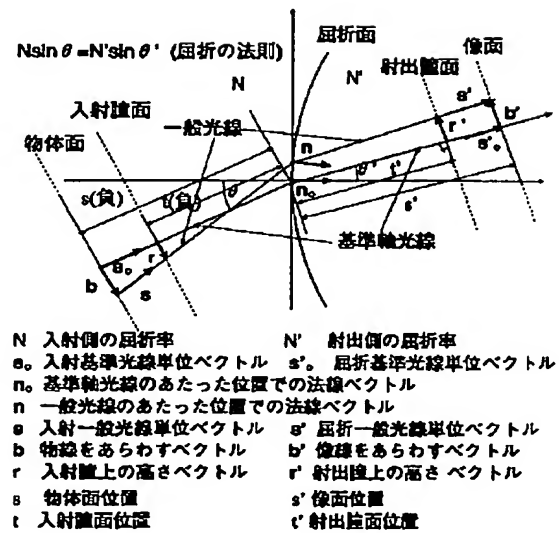 Nsinθ=N'sinθ' (屈折の法則)
屈折面
像面
射出瞳面
N
N'
入射瞳面
一般光線
物体面
s'
b'
r'
n
s'₀
θ'
t'
s(負)
t(負)
θ
n₀
s'
基準軸光線
s₀
r
b
s
N 入射側の屈折率
N' 射出側の屈折率
s₀ 入射基準光線単位ベクトル
s'₀ 屈折基準光線単位ベクトル
n₀ 基準軸光線のあたった位置での法線ベクトル
n 一般光線のあたった位置での法線ベクトル
s 入射一般光線単位ベクトル
s' 屈折一般光線単位ベクトル
b 物線をあらわすベクトル
b' 像線をあらわすベクトル
r 入射瞳上の高さベクトル
r' 射出瞳上の高さ ベクトル
s 物体面位置
s' 像面位置
t 入射瞳面位置
t' 射出瞳面位置